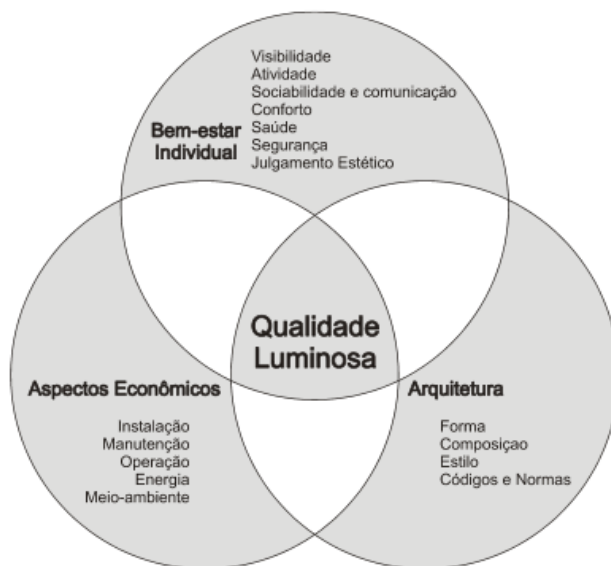 Visibilidade
Atividade
Sociabilidade e comunicação
Conforto
Saúde
Segurança
Julgamento Estético
Bem-estar
Individual
Qualidade
Luminosa
Aspectos Econômicos
Instalação
Manutenção
Operação
Energia
Meio-ambiente
Arquitetura
Forma
Composiçao
Estilo
Códigos e Normas